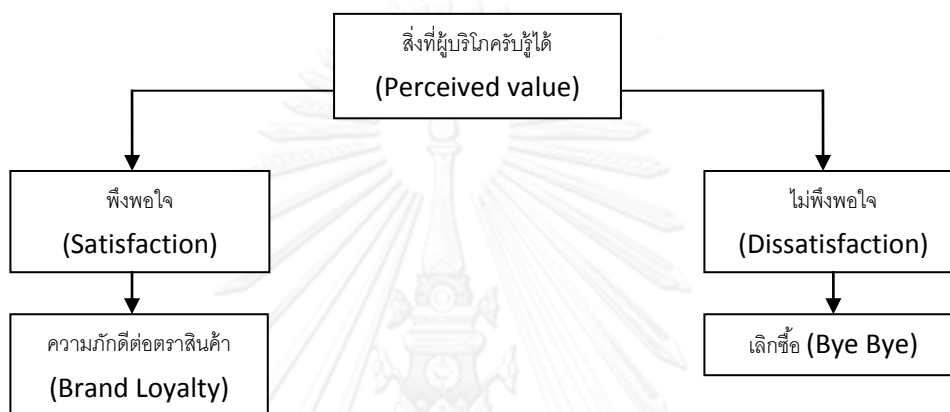 สิ่งที่ผู้บริโภครับรู้ได้
(Perceived value)
พึงพอใจ
(Satisfaction)
ไม่พึงพอใจ
(Dissatisfaction)
ความภักดีต่อตราสินค้า
(Brand Loyalty)
เลิกซื้อ (Bye Bye)